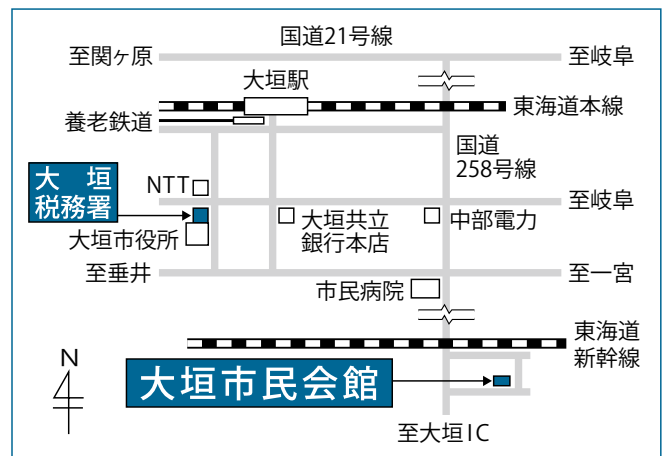 国道21号線
至関ヶ原
至岐阜
大垣駅
東海道本線
養老鉄道
国道
258号線
大垣
税務署
NTT
至岐阜
大垣共立
銀行本店
中部電力
大垣市役所
至垂井
至一宮
市民病院
東海道
新幹線
N
大垣市民会館
至大垣IC